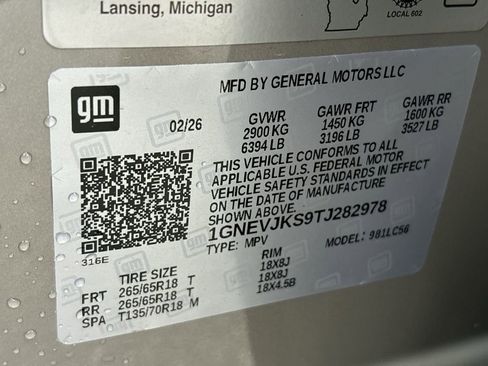 Lansing, Michigan
LOCAL 602
gm
MFD BY GENERAL MOTORS LLC
02/26
GVWR GAWR FRT GAWR RR
2900 KG 1450 KG 1600 KG
6394 LB 3196 LB 3527 LB
THIS VEHICLE CONFORMS TO ALL
APPLICABLE U.S. FEDERAL MOTOR
VEHICLE SAFETY STANDARDS IN EFFECT
ON THE DATE OF MANUFACTURE
SHOWN ABOVE.
1GNEVJKS9TJ282978
TYPE: MPV MODEL: 981LC56
316E
TIRE SIZE RIM
FRT 265/65R18 T 18X8J
RR 265/65R18 T 18X8J
SPA T135/70R18 M 18X4.5B